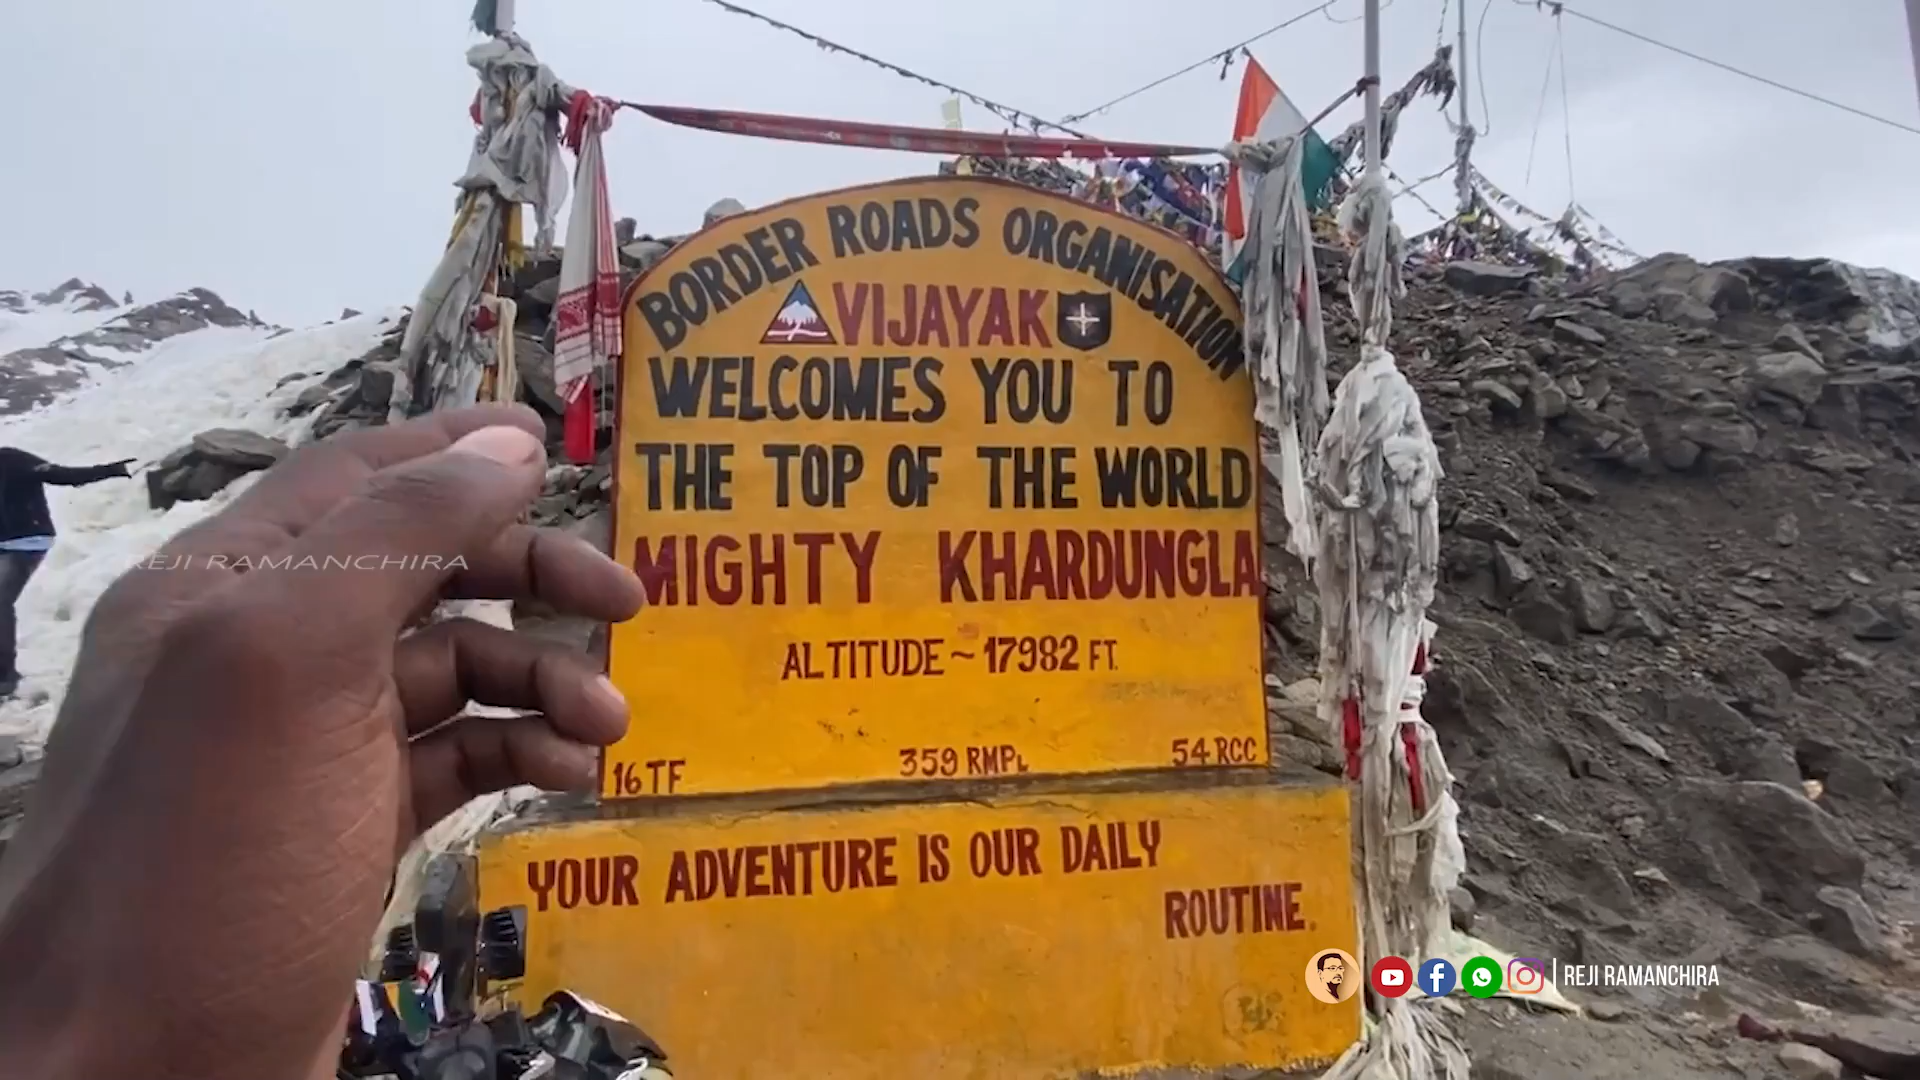 BORDER ROADS ORGANISATION
VIJAYAK
WELCOMES YOU TO
THE TOP OF THE WORLD
MIGHTY KHARDUNGLA
ALTITUDE ~ 17982 FT.
16 TF 359 RMPL 54 RCC
YOUR ADVENTURE IS OUR DAILY
ROUTINE.
REJI RAMANCHIRA
REJI RAMANCHIRA